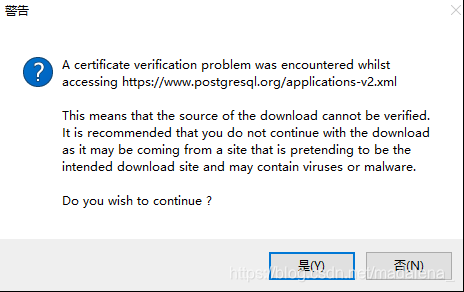 警告
A certificate verification problem was encountered whilst
accessing https://www.postgresql.org/applications-v2.xml
This means that the source of the download cannot be verified.
It is recommended that you do not continue with the download
as it may be coming from a site that is pretending to be the
intended download site and may contain viruses or malware.
Do you wish to continue ?
是(Y)
否(N)
https://blog.csdn.net/madalena_